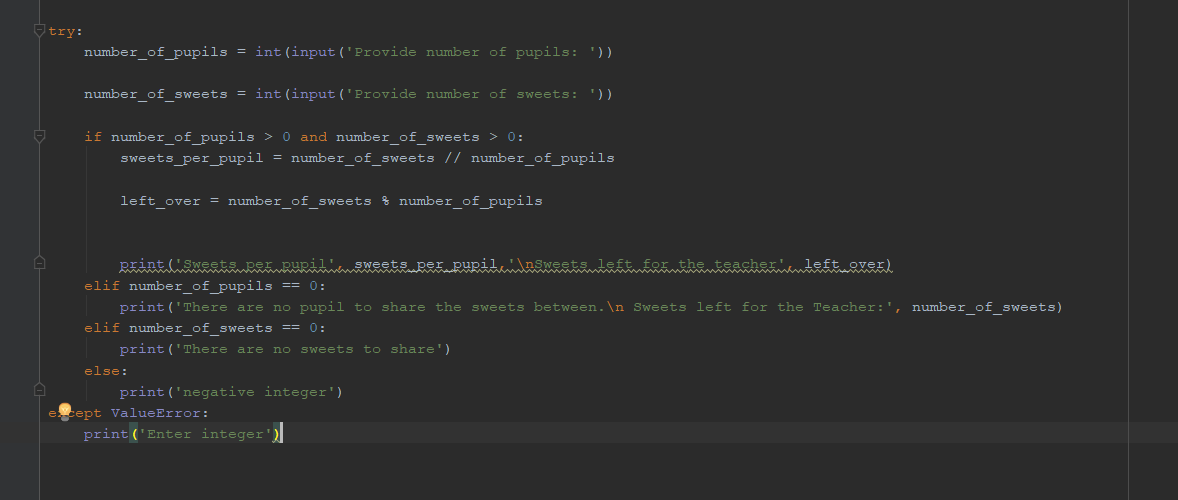 try:
    number_of_pupils = int(input('Provide number of pupils: '))
    number_of_sweets = int(input('Provide number of sweets: '))
    if number_of_pupils > 0 and number_of_sweets > 0:
        sweets_per_pupil = number_of_sweets // number_of_pupils
        left_over = number_of_sweets % number_of_pupils
        print('Sweets per pupil', sweets_per_pupil,'\nSweets left for the teacher', left_over)
    elif number_of_pupils == 0:
        print('There are no pupil to share the sweets between.\n Sweets left for the Teacher:', number_of_sweets)
    elif number_of_sweets == 0:
        print('There are no sweets to share')
    else:
        print('negative integer')
except ValueError:
    print('Enter integer')